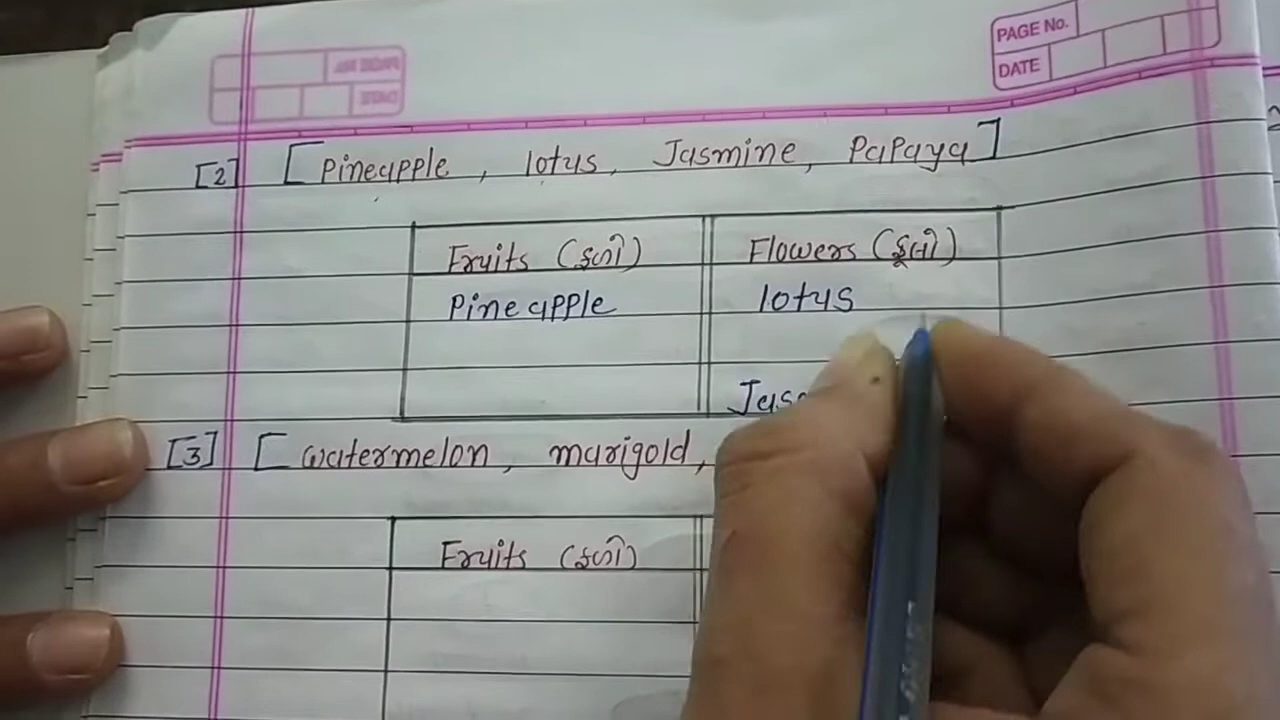 PAGE No.
DATE
[2] [Pineapple, lotus, Jasmine, Papaya]
Fruits (ફળો) Flowers (ફૂલો)
Pineapple lotus
[3] [watermelon, marigold,
Fruits (ફળો)